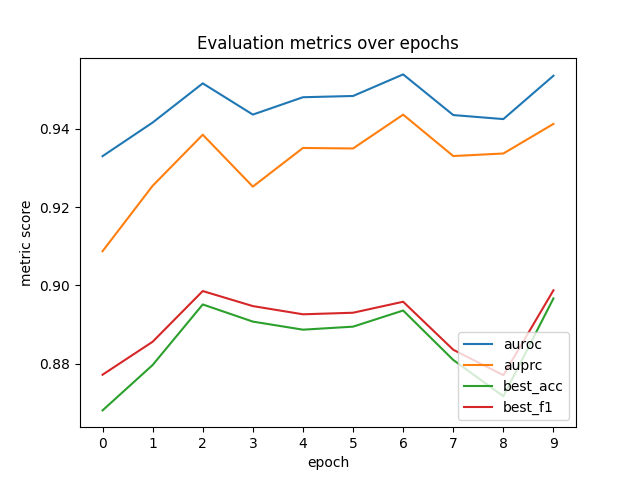 Evaluation metrics over epochs
metric score
0.94
0.92
0.90
0.88
auroc
auprc
best_acc
best_f1
0 1 2 3 4 5 6 7 8 9
epoch